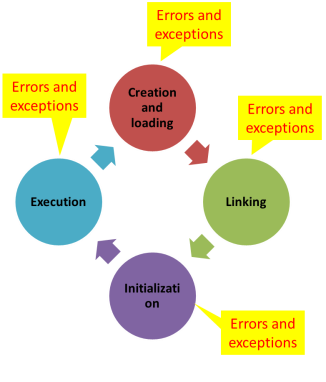 Errors and
exceptions
Creation
and
loading
Errors and
exceptions
Linking
Errors and
exceptions
Initializati
on
Errors and
exceptions
Execution